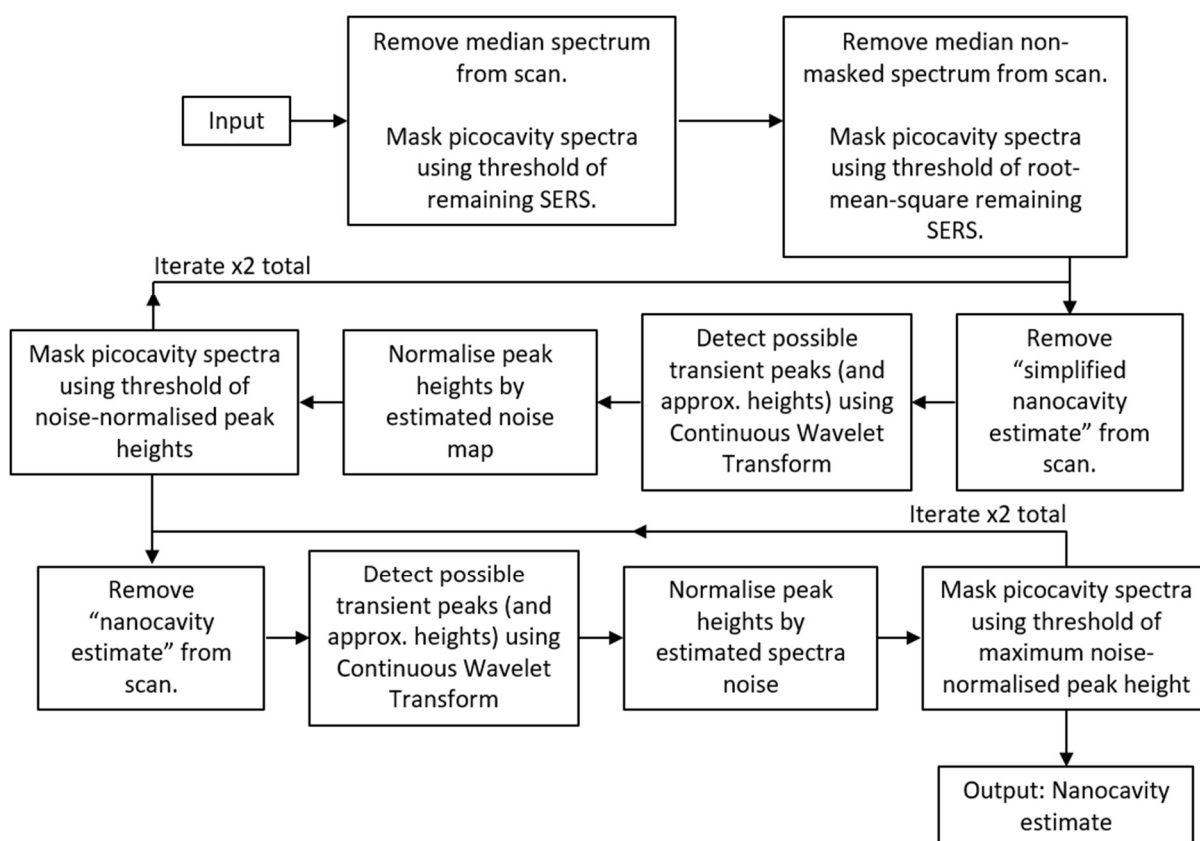 Input
Remove median spectrum
from scan.
Mask picocavity spectra
using threshold of
remaining SERS.
Remove median non-
masked spectrum from scan.
Mask picocavity spectra
using threshold of root-
mean-square remaining
SERS.
Iterate x2 total
Remove
“simplified
nanocavity
estimate” from
scan.
Detect possible
transient peaks (and
approx. heights) using
Continuous Wavelet
Transform
Normalise peak
heights by
estimated noise
map
Mask picocavity spectra
using threshold of
noise-normalised peak
heights
Iterate x2 total
Remove
“nanocavity
estimate” from
scan.
Detect possible
transient peaks (and
approx. heights) using
Continuous Wavelet
Transform
Normalise peak
heights by
estimated spectra
noise
Mask picocavity spectra
using threshold of
maximum noise-
normalised peak height
Output: Nanocavity
estimate